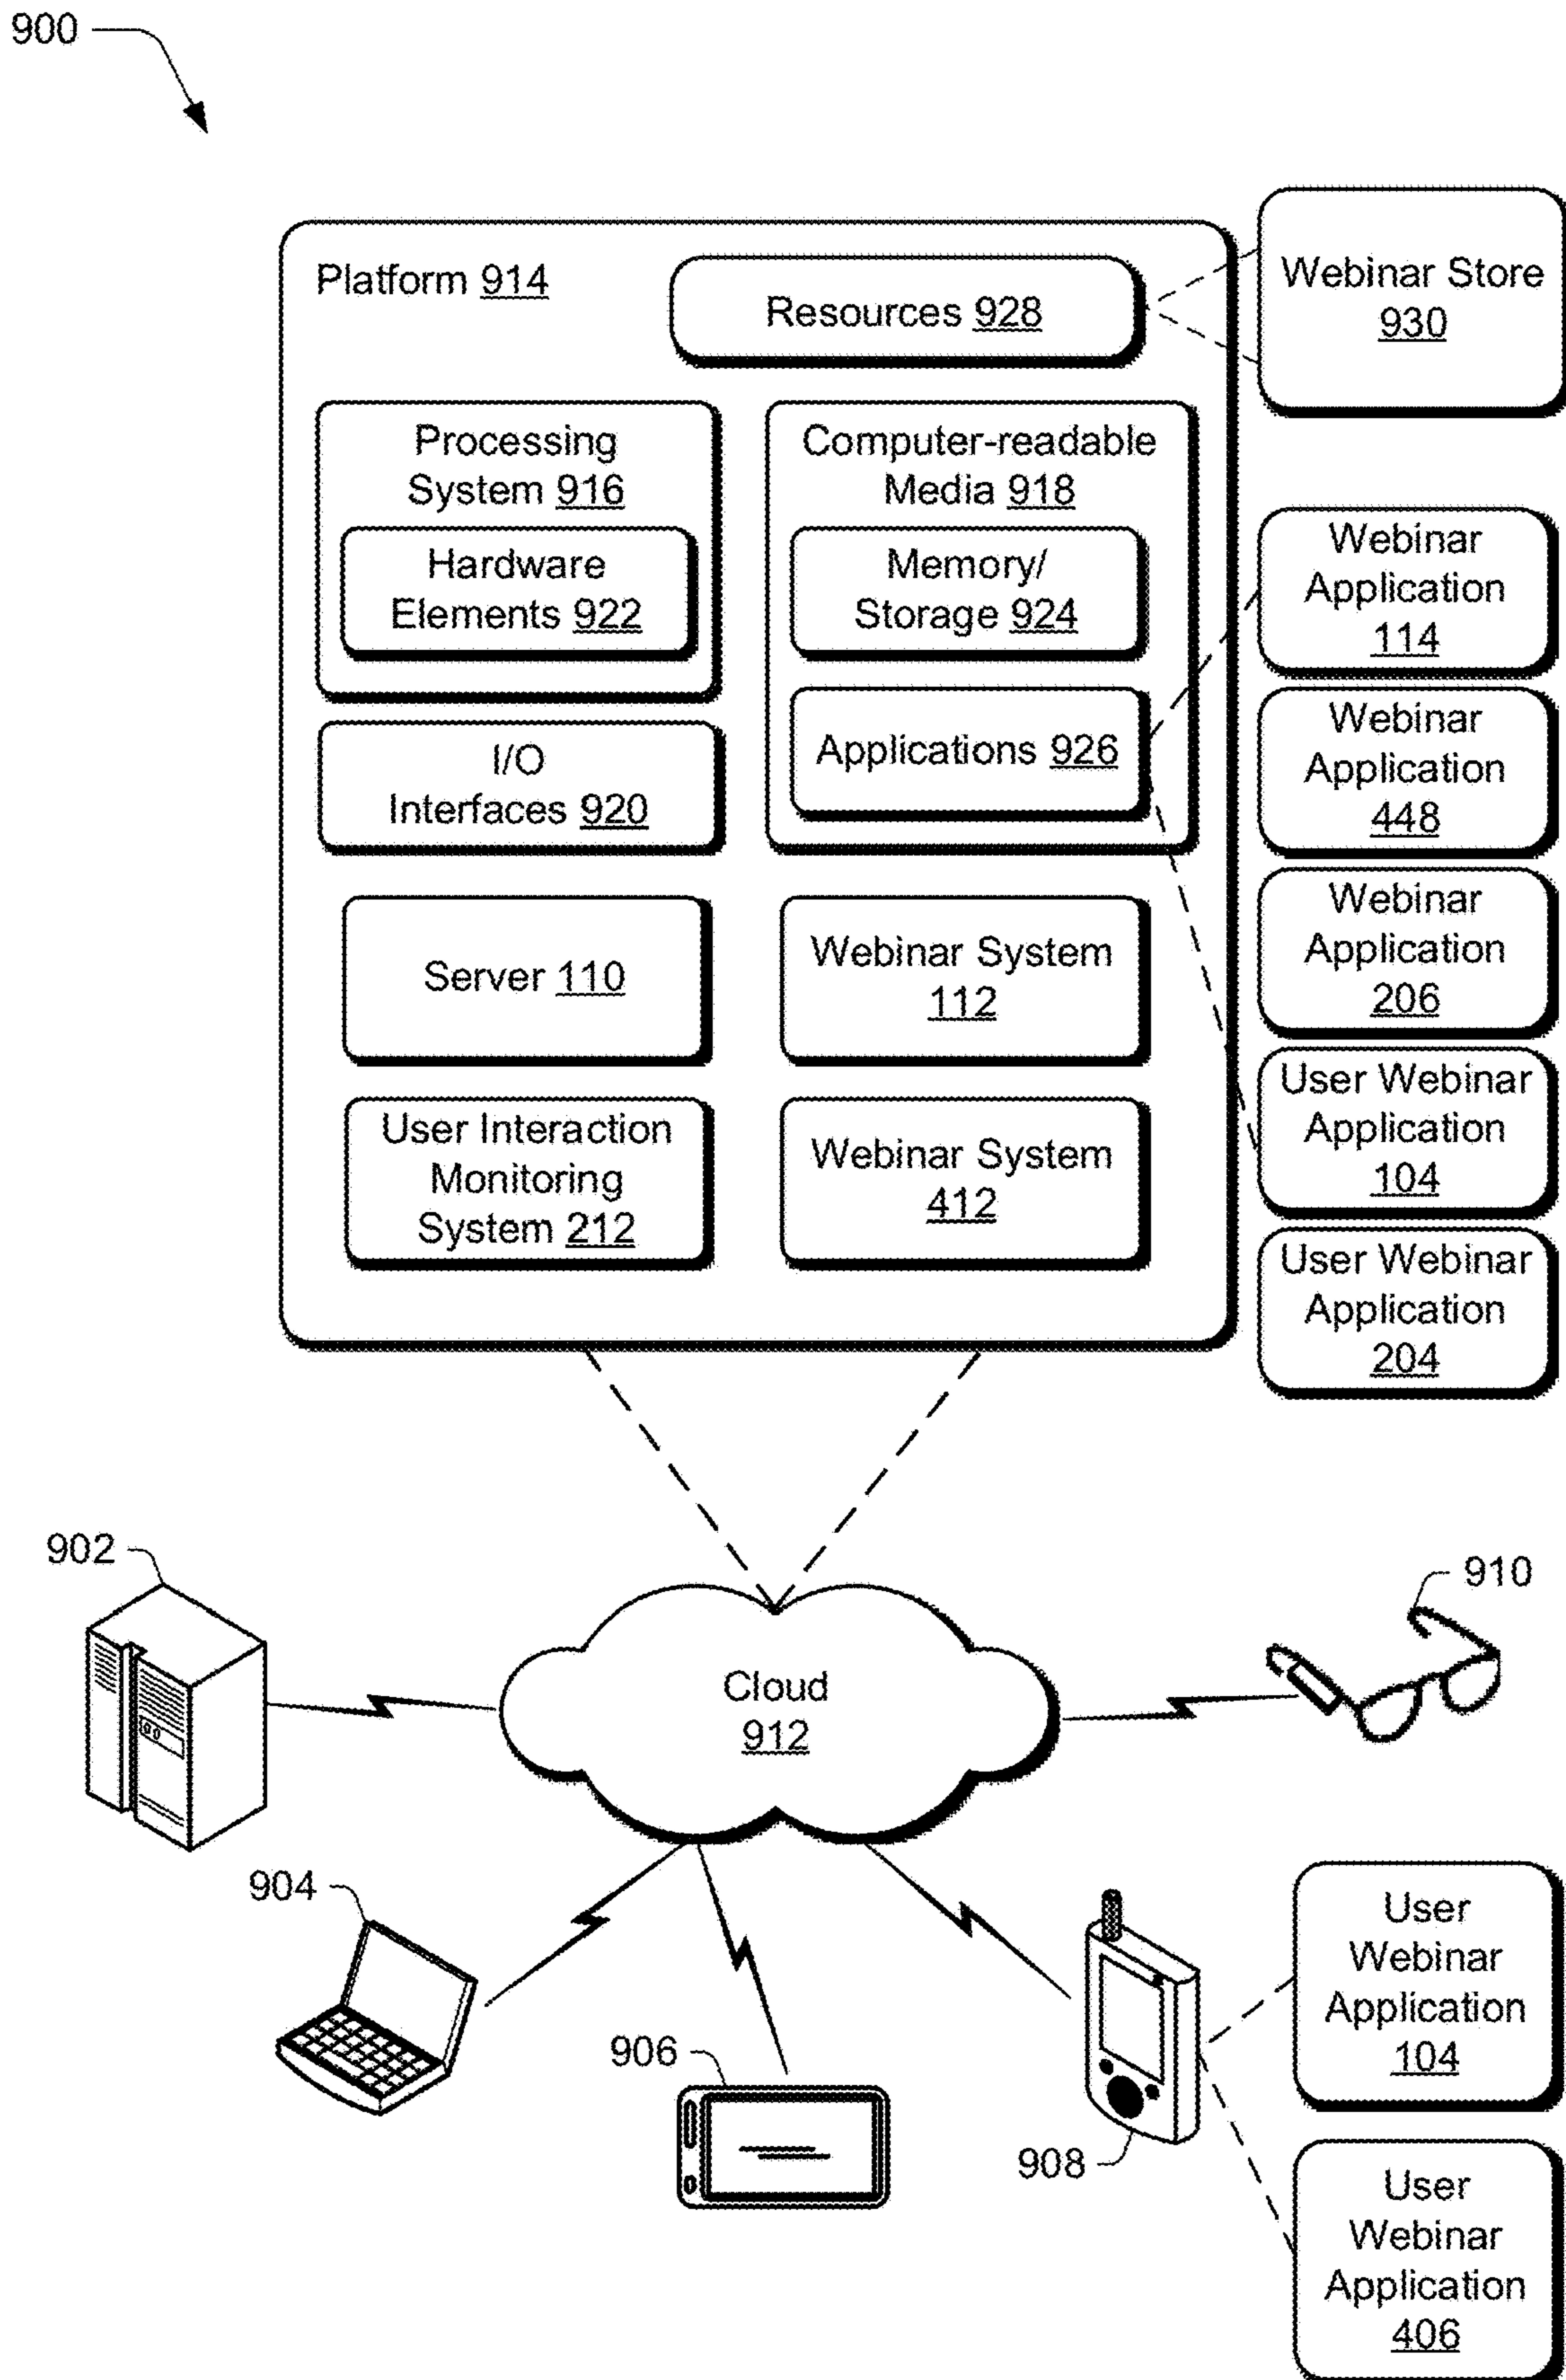 900
Platform 914
Resources 928
Webinar Store
930
Processing
System 916
Hardware
Elements 922
Computer-readable
Media 918
Memory/
Storage 924
Applications 926
I/O
Interfaces 920
Server 110
Webinar System
112
User Interaction
Monitoring
System 212
Webinar System
412
Webinar
Application
114
Webinar
Application
448
Webinar
Application
206
User Webinar
Application
104
User Webinar
Application
204
902
Cloud
912
910
904
906
908
User
Webinar
Application
104
User
Webinar
Application
406